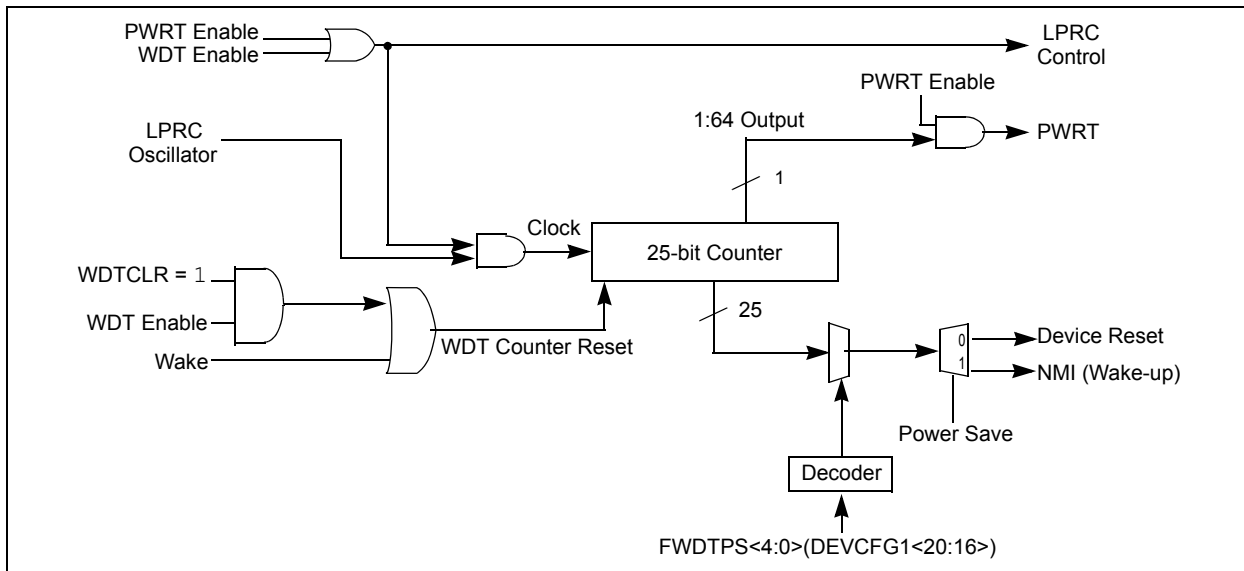 PWRT Enable
WDT Enable
LPRC
Control
PWRT Enable
1:64 Output
LPRC
Oscillator
PWRT
1
Clock
25-bit Counter
WDTCLR = 1
25
WDT Enable
WDT Counter Reset
Wake
0
Device Reset
1
NMI (Wake-up)
Power Save
Decoder
FWDTPS<4:0>(DEVCFG1<20:16>)